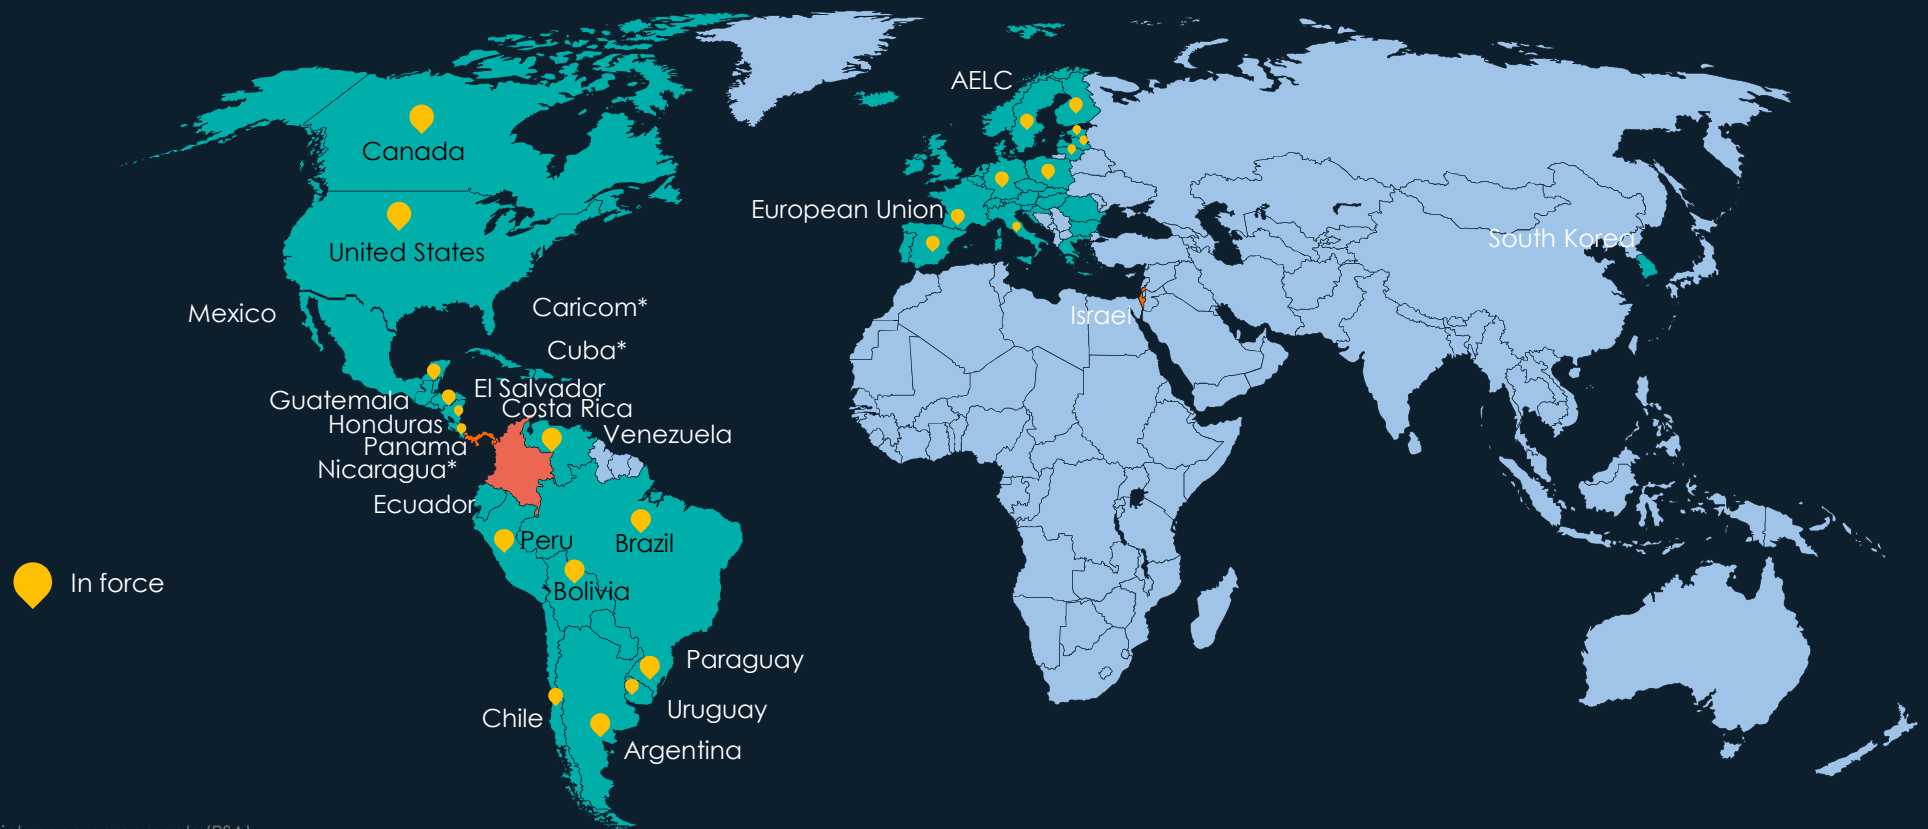 AELC
Canada
European Union
South Korea
United States
Mexico
Caricom*
Israel
Cuba*
El Salvador
Guatemala
Costa Rica
Honduras
Venezuela
Panama
Nicaragua*
Ecuador
Peru
Brazil
In force
Bolivia
Paraguay
Uruguay
Chile
Argentina